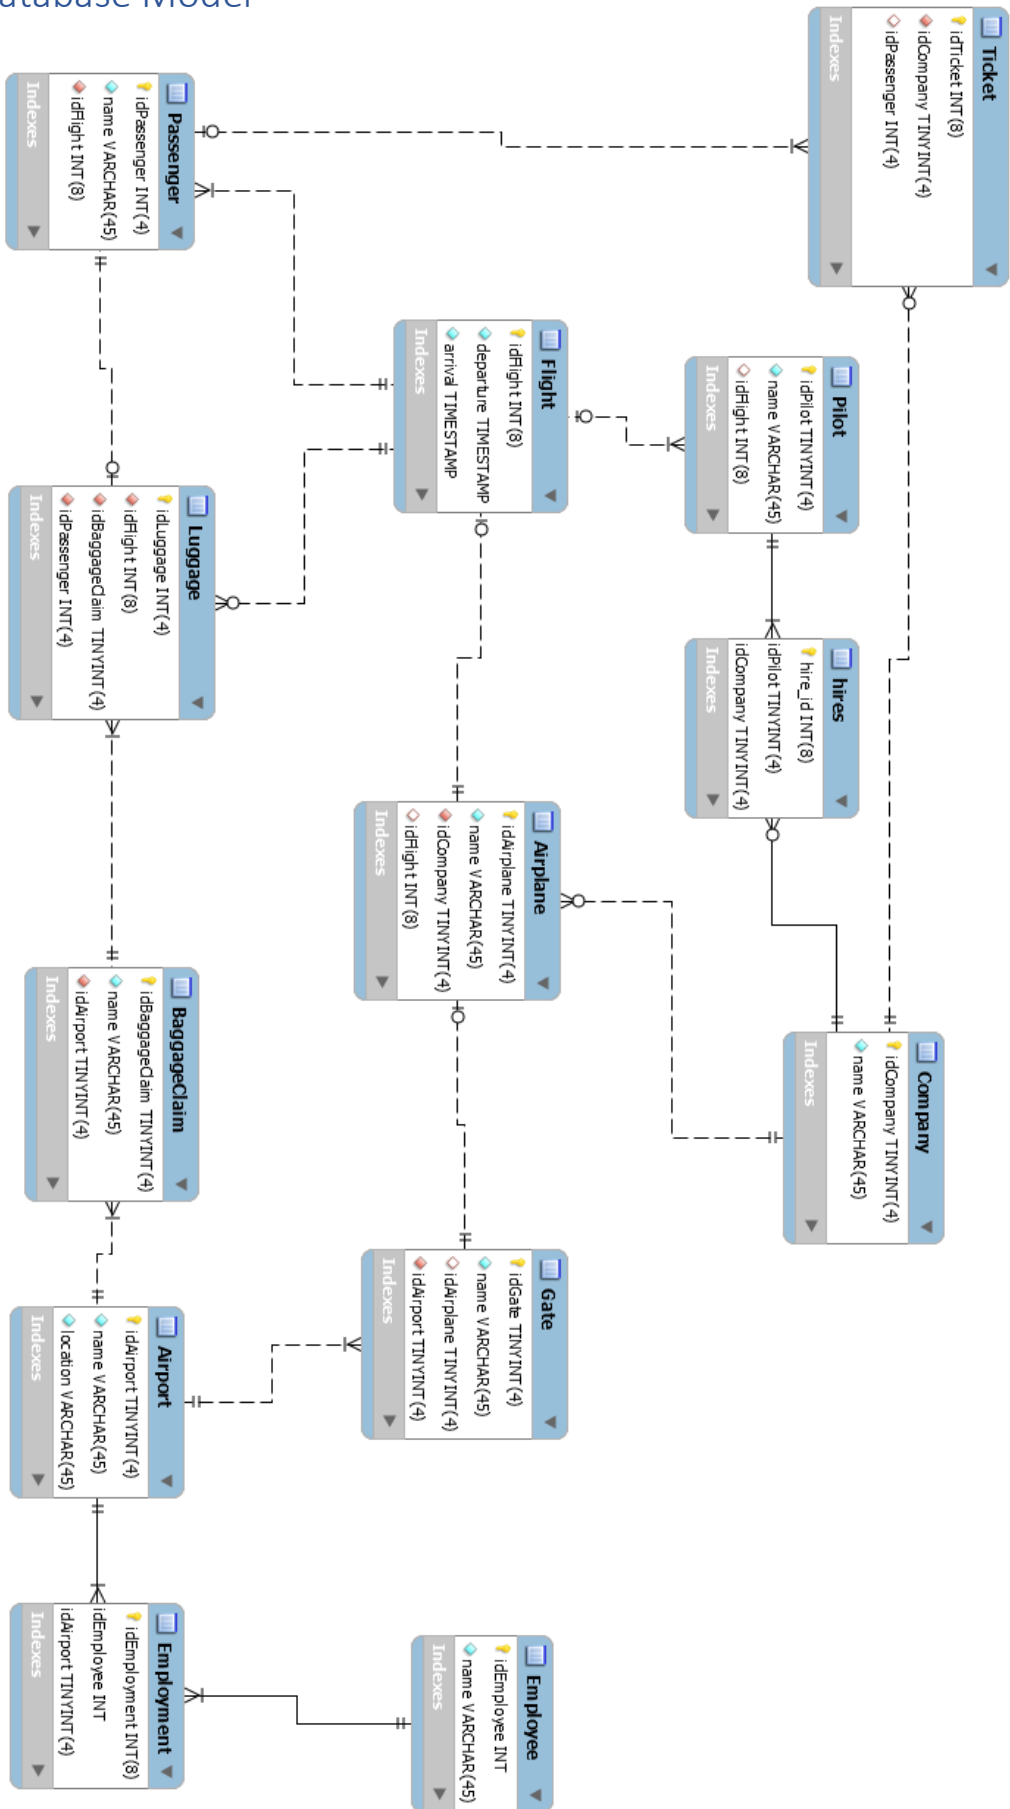 Database Model
Ticket
idTicket INT(8)
idCompany TINYINT(4)
idPassenger INT(4)
Indexes
Passenger
idPassenger INT(4)
name VARCHAR(45)
idFlight INT(8)
Indexes
Flight
idFlight INT(8)
departure TIMESTAMP
arrival TIMESTAMP
Indexes
Pilot
idPilot TINYINT(4)
name VARCHAR(45)
idFlight INT(8)
Indexes
Luggage
idLuggage INT(4)
idFlight INT(8)
idBaggageClaim TINYINT(4)
idPassenger INT(4)
Indexes
hires
hire_id INT(8)
idPilot TINYINT(4)
idCompany TINYINT(4)
Indexes
Airplane
idAirplane TINYINT(4)
name VARCHAR(45)
idCompany TINYINT(4)
idFlight INT(8)
Indexes
Company
idCompany TINYINT(4)
name VARCHAR(45)
Indexes
BaggageClaim
idBaggageClaim TINYINT(4)
name VARCHAR(45)
idAirport TINYINT(4)
Indexes
Gate
idGate TINYINT(4)
name VARCHAR(45)
idAirplane TINYINT(4)
idAirport TINYINT(4)
Indexes
Airport
idAirport TINYINT(4)
name VARCHAR(45)
location VARCHAR(45)
Indexes
Employment
idEmployment INT(8)
idEmployee INT
idAirport TINYINT(4)
Indexes
Employee
idEmployee INT
name VARCHAR(45)
Indexes